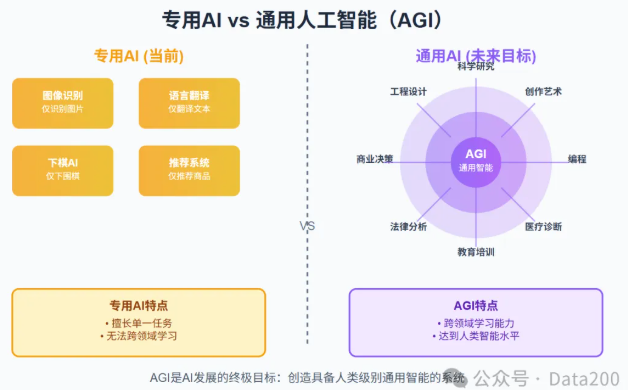 专用AI vs 通用人工智能（AGI）
专用AI (当前)
图像识别
仅识别图片
语言翻译
仅翻译文本
下棋AI
仅下围棋
推荐系统
仅推荐商品
专用AI特点
• 擅长单一任务
• 无法跨领域学习
VS
通用AI (未来目标)
科学研究
工程设计
创作艺术
商业决策
AGI
通用智能
编程
法律分析
医疗诊断
教育培训
AGI特点
• 跨领域学习能力
• 达到人类智能水平
AGI是AI发展的终极目标：创造具备人类级别通用智能的系统
公众号 · Data200